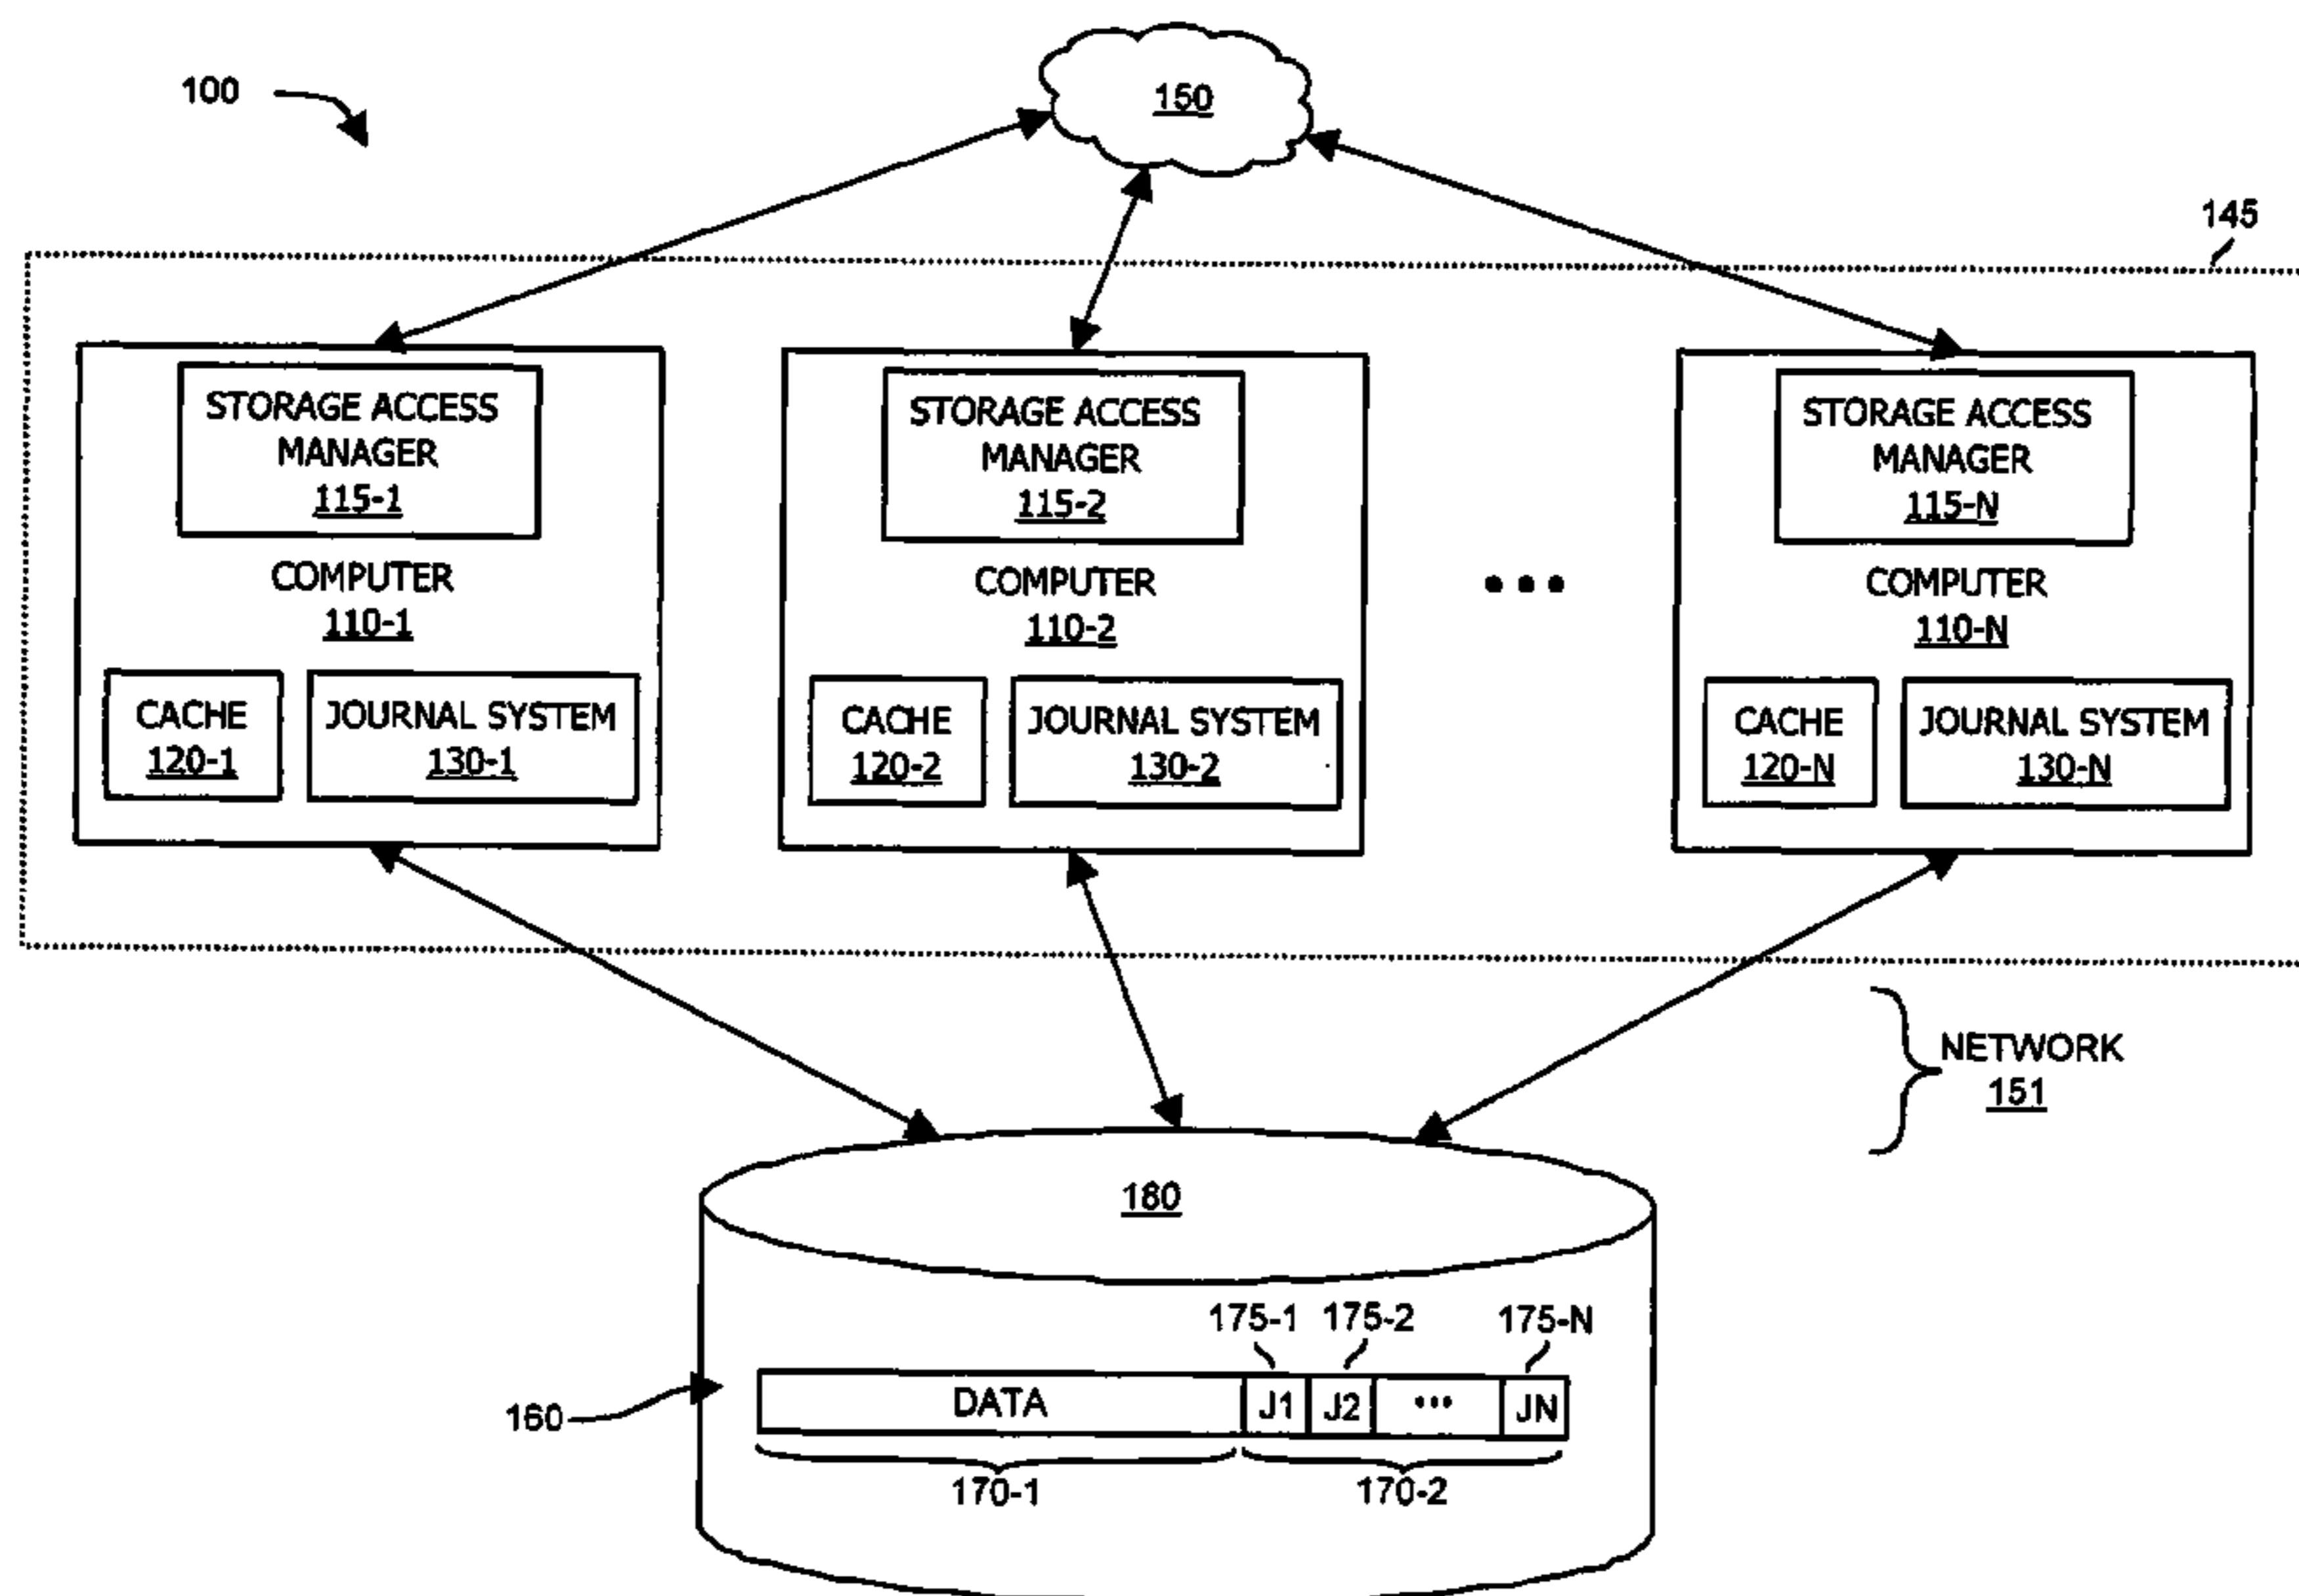 100
150
145
STORAGE ACCESS
MANAGER
115-1
COMPUTER
110-1
CACHE
120-1
JOURNAL SYSTEM
130-1
STORAGE ACCESS
MANAGER
115-2
COMPUTER
110-2
CACHE
120-2
JOURNAL SYSTEM
130-2
•••
STORAGE ACCESS
MANAGER
115-N
COMPUTER
110-N
CACHE
120-N
JOURNAL SYSTEM
130-N
NETWORK
151
180
175-1 175-2 175-N
160
DATA J1 J2 ••• JN
170-1 170-2